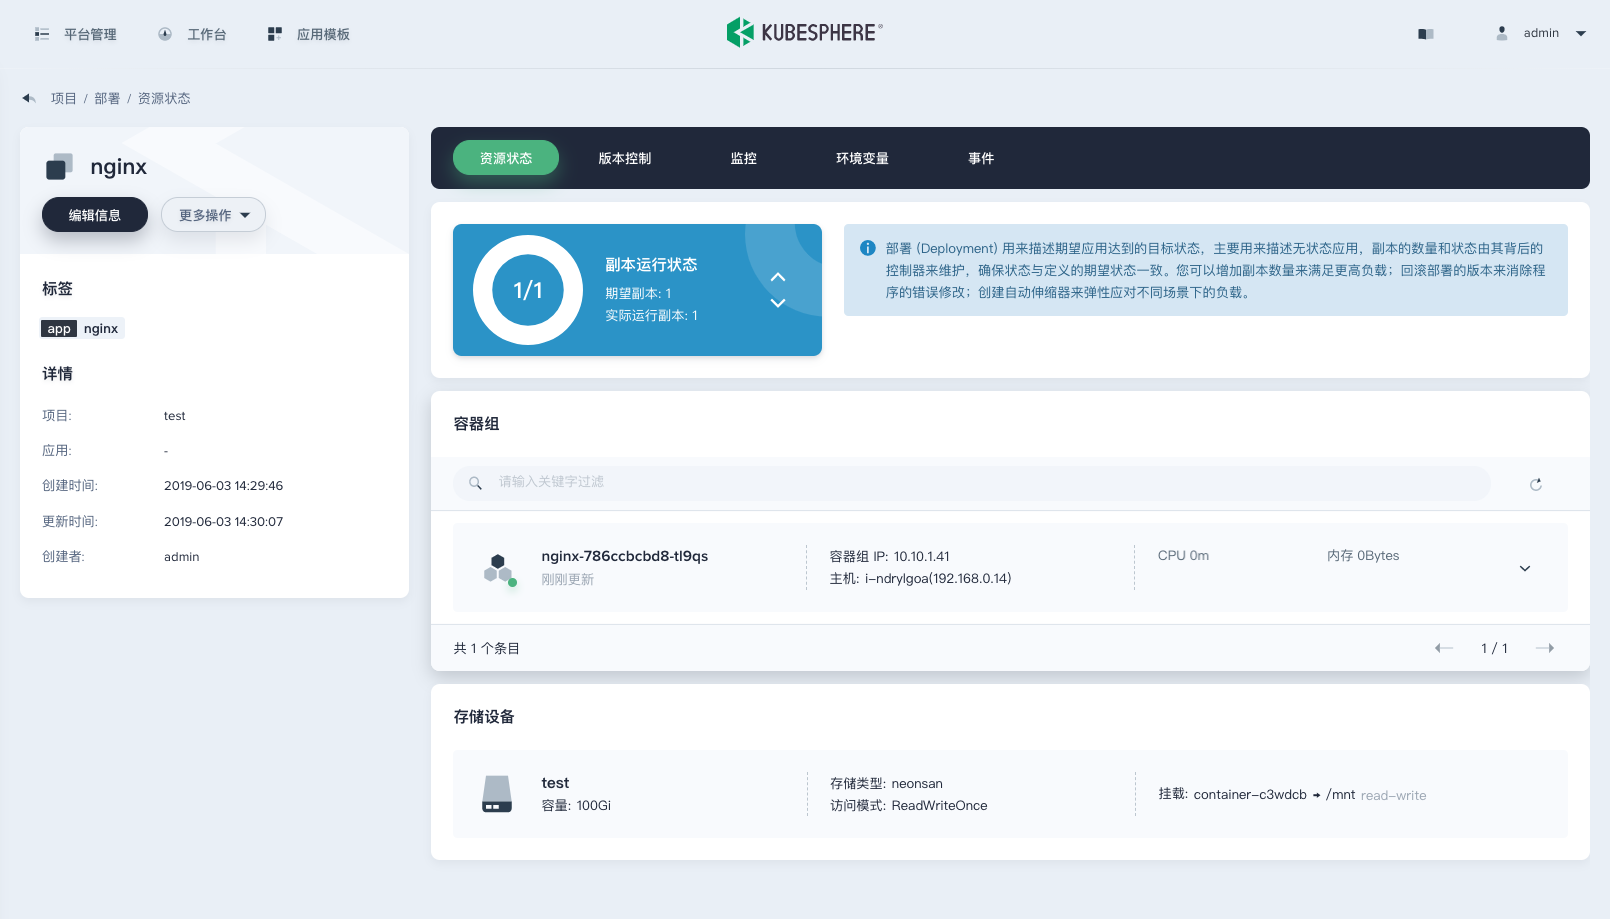 平台管理
工作台
应用模板
KUBESPHERE®
admin
项目 / 部署 / 资源状态
nginx
编辑信息
更多操作
标签
app nginx
详情
项目: test
应用: -
创建时间: 2019-06-03 14:29:46
更新时间: 2019-06-03 14:30:07
创建者: admin
资源状态
版本控制
监控
环境变量
事件
1/1
副本运行状态
期望副本: 1
实际运行副本: 1
部署 (Deployment) 用来描述期望应用达到的目标状态，主要用来描述无状态应用，副本的数量和状态由其背后的
控制器来维护，确保状态与定义的期望状态一致。您可以增加副本数量来满足更高负载；回滚部署的版本来消除程
序的错误修改；创建自动伸缩器来弹性应对不同场景下的负载。
容器组
请输入关键字过滤
nginx-786ccbcbd8-tl9qs
刚刚更新
容器组 IP: 10.10.1.41
主机: i-ndrylgoa(192.168.0.14)
CPU 0m
内存 0Bytes
共 1 个条目
1 / 1
存储设备
test
容量: 100Gi
存储类型: neonsan
访问模式: ReadWriteOnce
挂载: container-c3wdcb → /mnt read-write